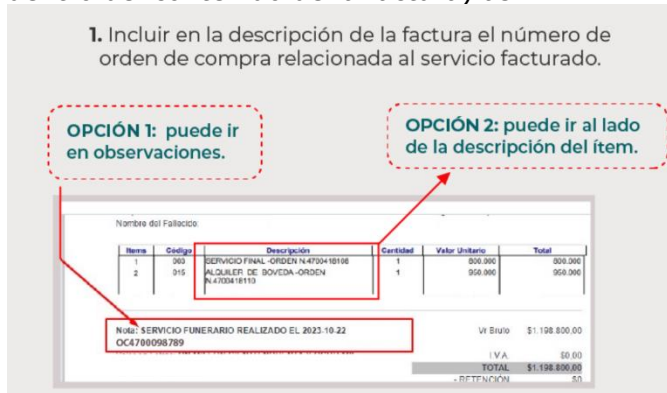 1. Incluir en la descripción de la factura el número de
orden de compra relacionada al servicio facturado.
OPCIÓN 1: puede ir
en observaciones.
OPCIÓN 2: puede ir al lado
de la descripción del ítem.
Nombre del Fallecido:
Items Código Descripción Cantidad Valor Unitario Total
1 003 SERVICIO FINAL -ORDEN N:4700418108 1 800.000 800.000
2 015 ALQUILER DE BOVEDA -ORDEN 1 950.000 950.000
N:4700418110
Nota: SERVICIO FUNERARIO REALIZADO EL 2023-10-22
OC4700098789
Vr Bruto $1.198.800,00
I.V.A. $0,00
TOTAL $1.198.800,00
- RETENCIÓN $0